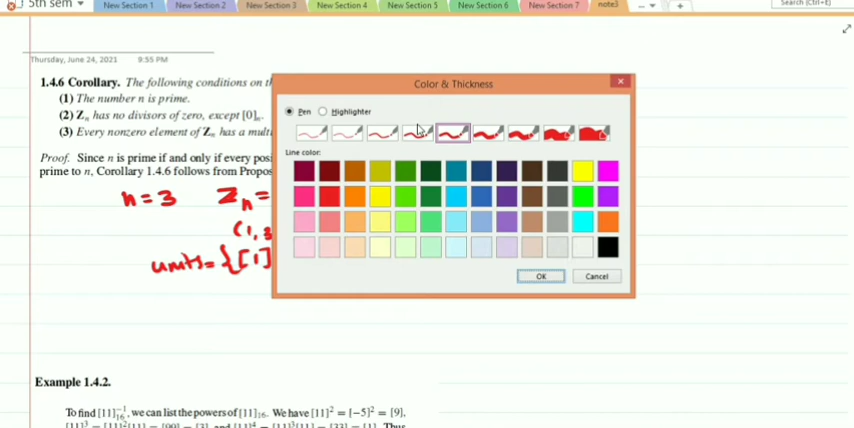 5th sem New Section 1 New Section 2 New Section 3 New Section 4 New Section 5 New Section 6 New Section 7 note3 ... + Search (Ctrl+E)
Thursday, June 24, 2021 9:55 PM
1.4.6 Corollary. The following conditions on
(1) The number n is prime.
(2) Zₙ has no divisors of zero, except [0]ₙ.
(3) Every nonzero element of Zₙ has a
Proof. Since n is prime if and only if every
prime to n, Corollary 1.4.6 follows from
n=3 Zₙ =
(1,
units = {[1]
Color & Thickness
Pen Highlighter
Line color:
OK Cancel
Example 1.4.2.
To find [11]₁₆⁻¹, we can list the powers of [11]₁₆. We have [11]² = [−5]² = [9],